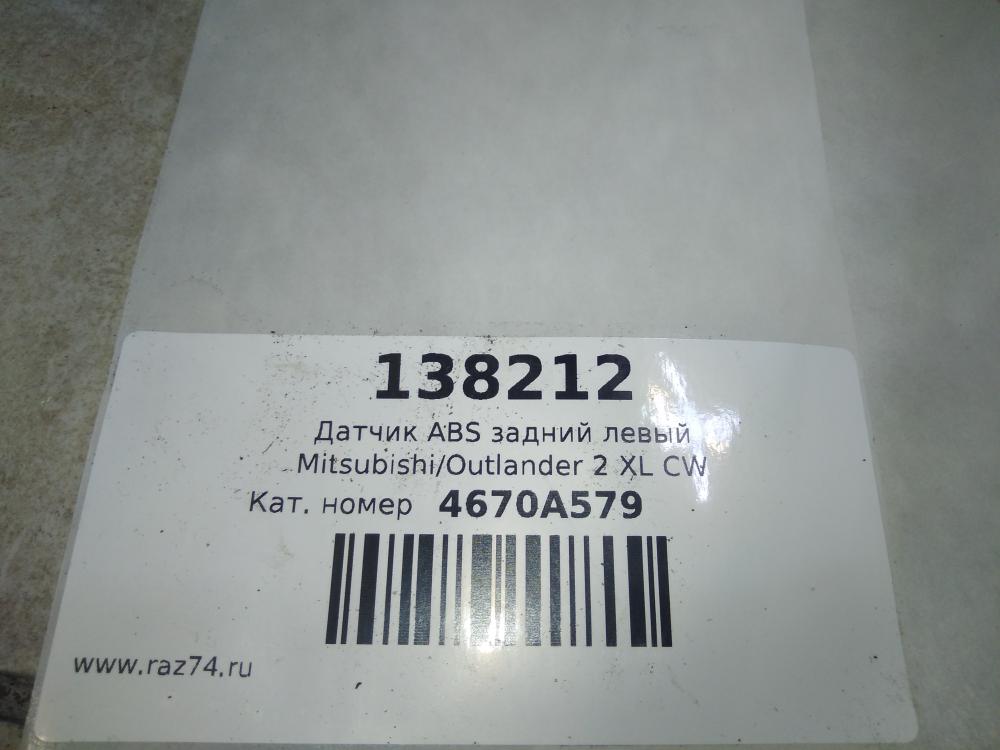 138212
Датчик ABS задний левый
Mitsubishi/Outlander 2 XL CW
Кат. номер 4670A579
www.raz74.ru